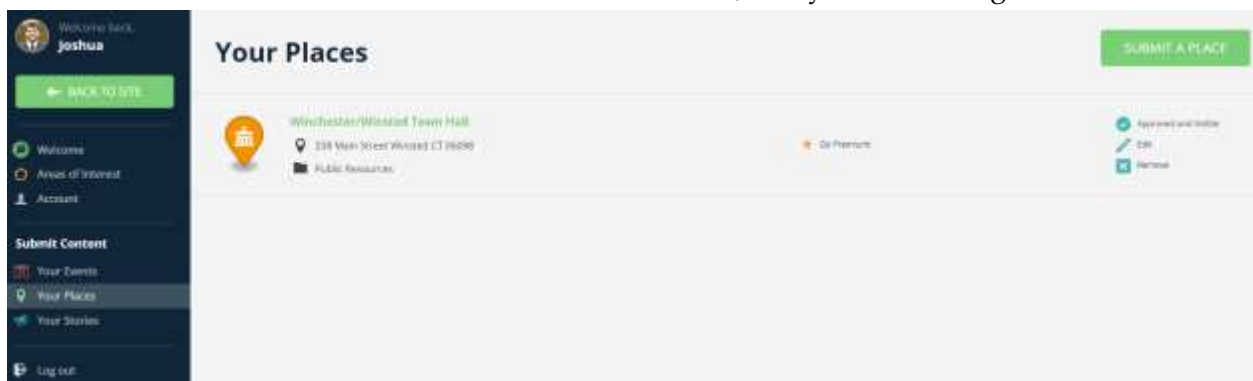 Welcome back,
Joshua
BACK TO SITE
Welcome
Areas of Interest
Account
Submit Content
Your Events
Your Places
Your Stories
Log out
Your Places
SUBMIT A PLACE
Winchester/Winsted Town Hall
338 Main Street Winsted CT 06098
Public Resources
Go Premium
Approved and Visible
Edit
Remove